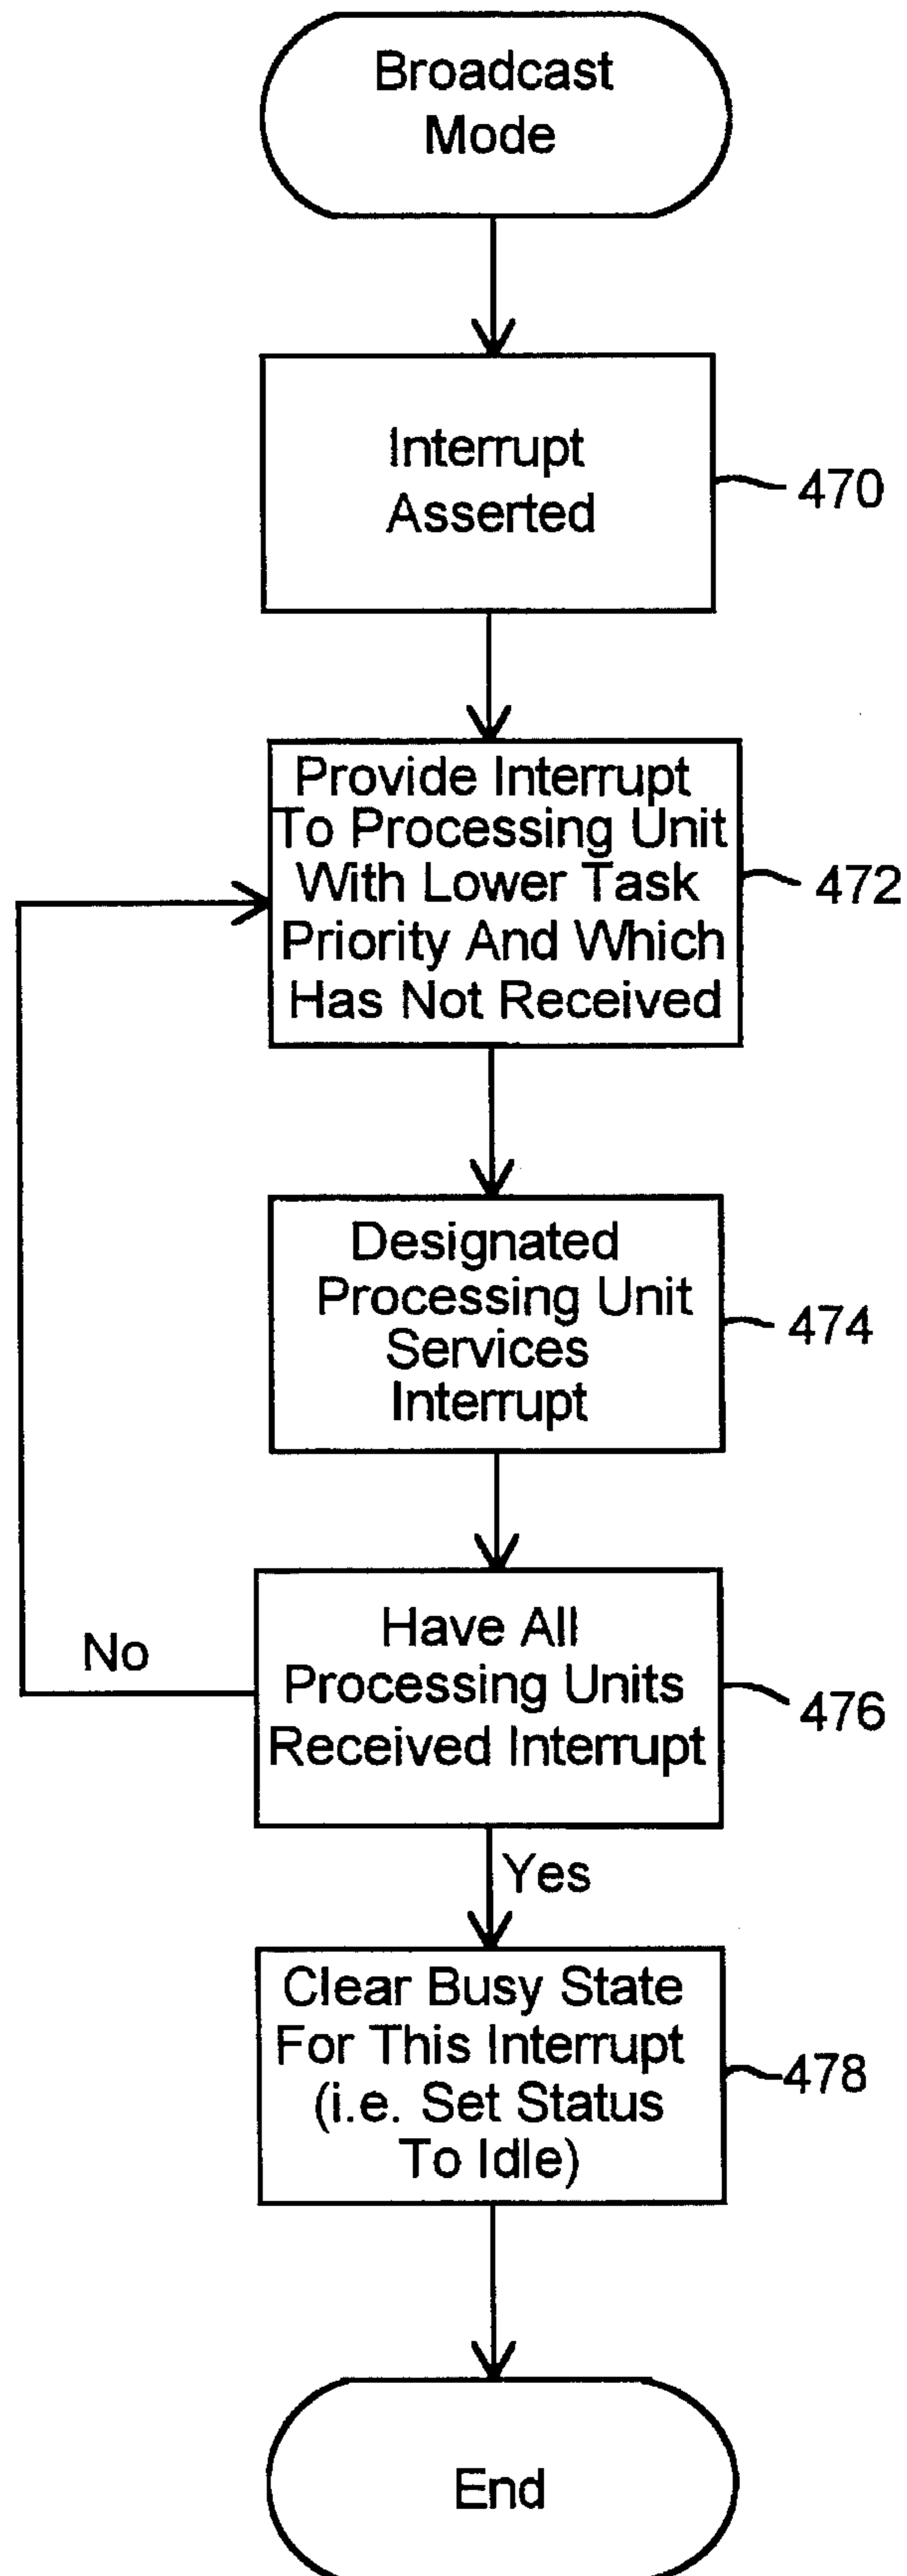 Broadcast
Mode
Interrupt
Asserted
470
Provide Interrupt
To Processing Unit
With Lower Task
Priority And Which
Has Not Received
472
Designated
Processing Unit
Services
Interrupt
474
Have All
Processing Units
Received Interrupt
476
No
Yes
Clear Busy State
For This Interrupt
(i.e. Set Status
To Idle)
478
End